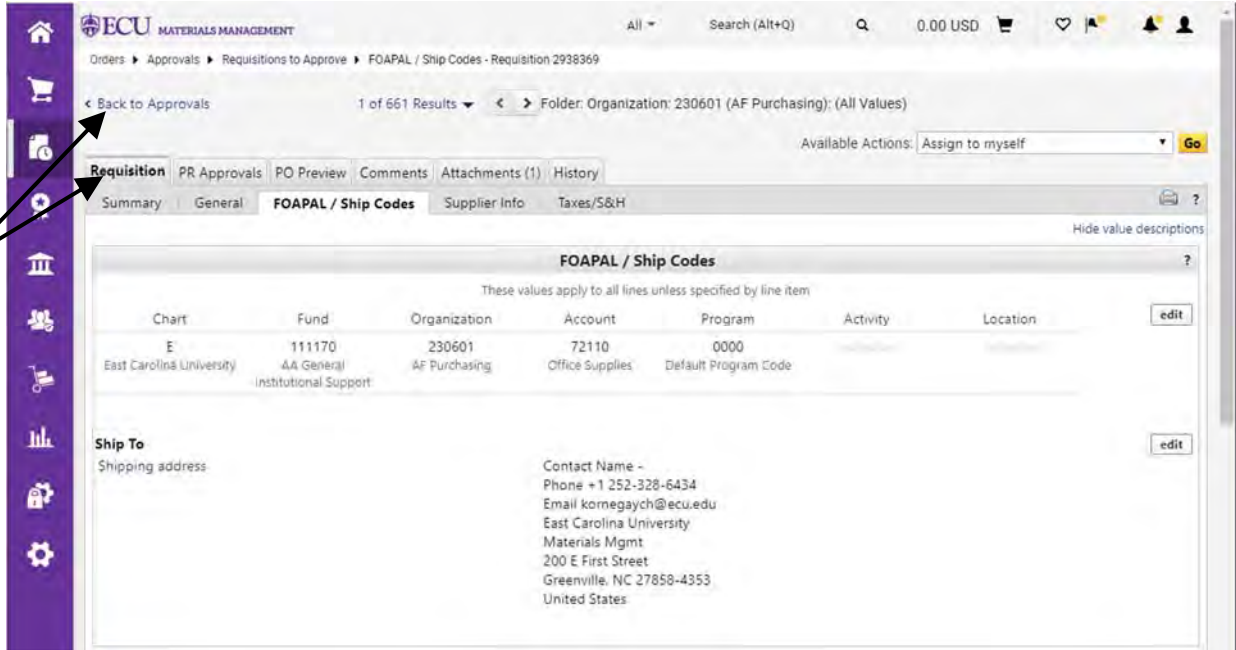 ECU MATERIALS MANAGEMENT All Search (Alt+Q) 0.00 USD
Orders Approvals Requisitions to Approve FOAPAL / Ship Codes - Requisition 2938369
< Back to Approvals 1 of 661 Results < > Folder: Organization: 230601 (AF Purchasing): (All Values)
Available Actions: Assign to myself Go
Requisition PR Approvals PO Preview Comments Attachments (1) History
Summary General FOAPAL / Ship Codes Supplier Info Taxes/S&H ?
Hide value descriptions
FOAPAL / Ship Codes ?
These values apply to all lines unless specified by line item
Chart Fund Organization Account Program Activity Location edit
E 111170 230601 72110 0000
East Carolina University AA General Institutional Support AF Purchasing Office Supplies Default Program Code
Ship To edit
Shipping address
Contact Name -
Phone +1 252-328-6434
Email kornegaych@ecu.edu
East Carolina University
Materials Mgmt
200 E First Street
Greenville, NC 27858-4353
United States